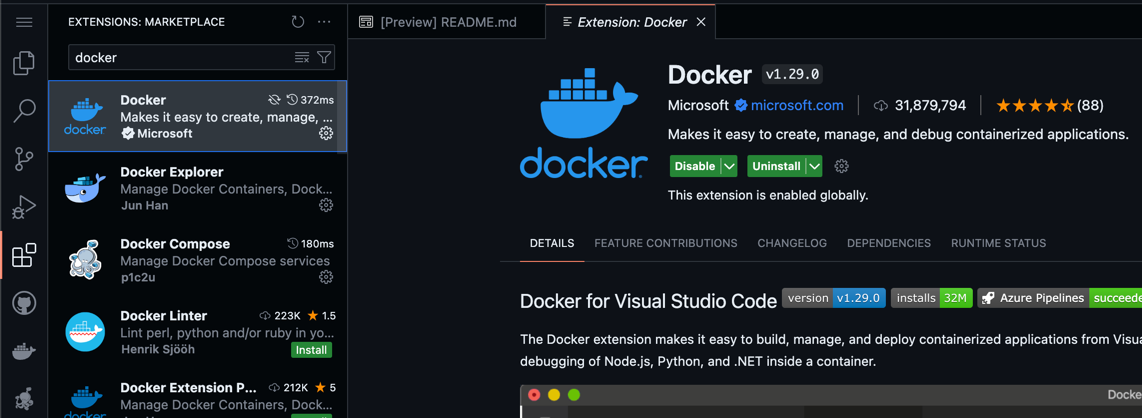 EXTENSIONS: MARKETPLACE
docker
docker
Docker
372ms
Makes it easy to create, manage, ...
Microsoft
Docker Explorer
Manage Docker Containers, Dock...
Jun Han
Docker Compose
180ms
Manage Docker Compose services
p1c2u
Docker Linter
223K
1.5
Lint perl, python and/or ruby in yo...
Henrik Sjööh
Install
docker
Docker Extension P...
212K
5
Manage Docker Containers, Dock...
[Preview] README.md
Extension: Docker
docker
Docker
v1.29.0
Microsoft
microsoft.com
31,879,794
(88)
Makes it easy to create, manage, and debug containerized applications.
Disable
Uninstall
This extension is enabled globally.
DETAILS
FEATURE CONTRIBUTIONS
CHANGELOG
DEPENDENCIES
RUNTIME STATUS
Docker for Visual Studio Code
version v1.29.0
installs 32M
Azure Pipelines succeede
The Docker extension makes it easy to build, manage, and deploy containerized applications from Visua
debugging of Node.js, Python, and .NET inside a container.
Docke